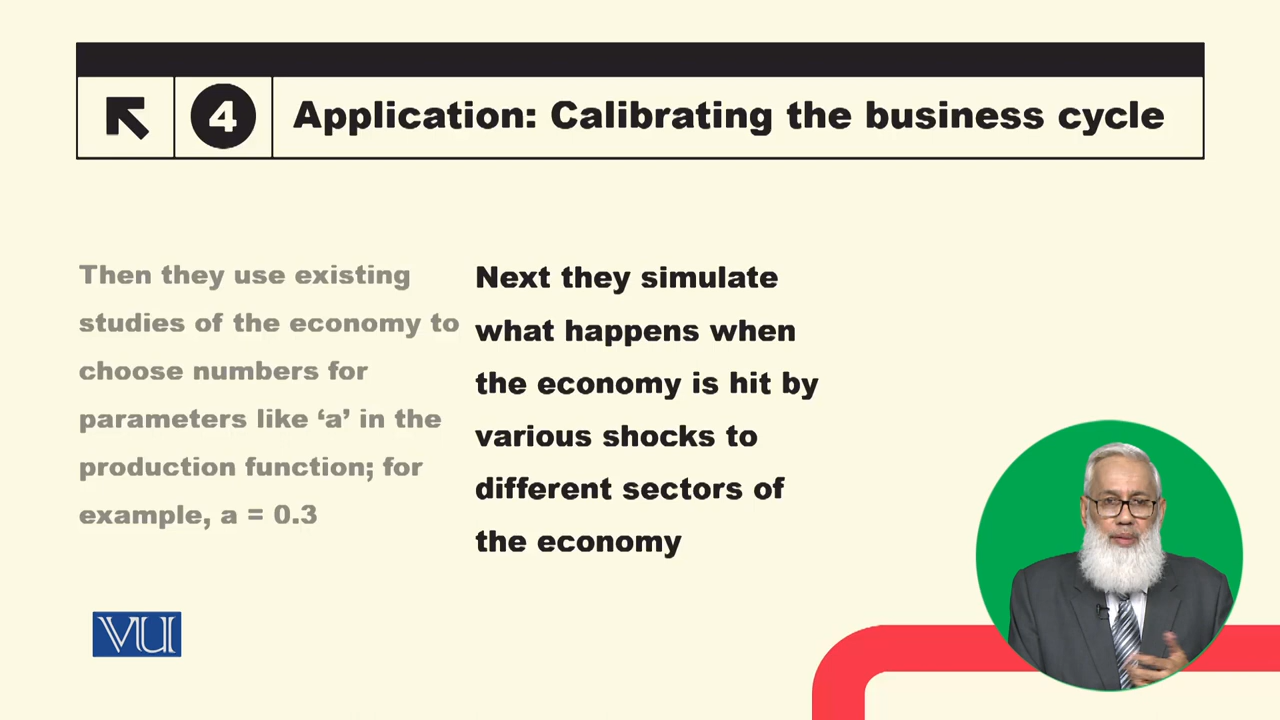 4
Application: Calibrating the business cycle
Then they use existing
studies of the economy to
choose numbers for
parameters like ‘a’ in the
production function; for
example, a = 0.3
Next they simulate
what happens when
the economy is hit by
various shocks to
different sectors of
the economy
VU